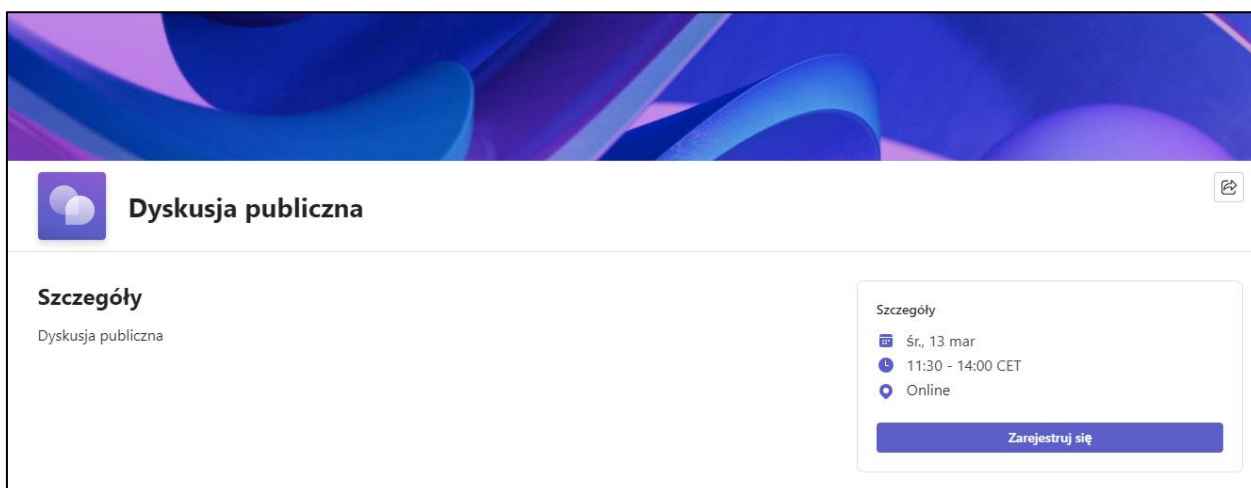 Dyskusja publiczna
Szczegóły
Dyskusja publiczna
Szczegóły
śr., 13 mar
11:30 - 14:00 CET
Online
Zarejestruj się